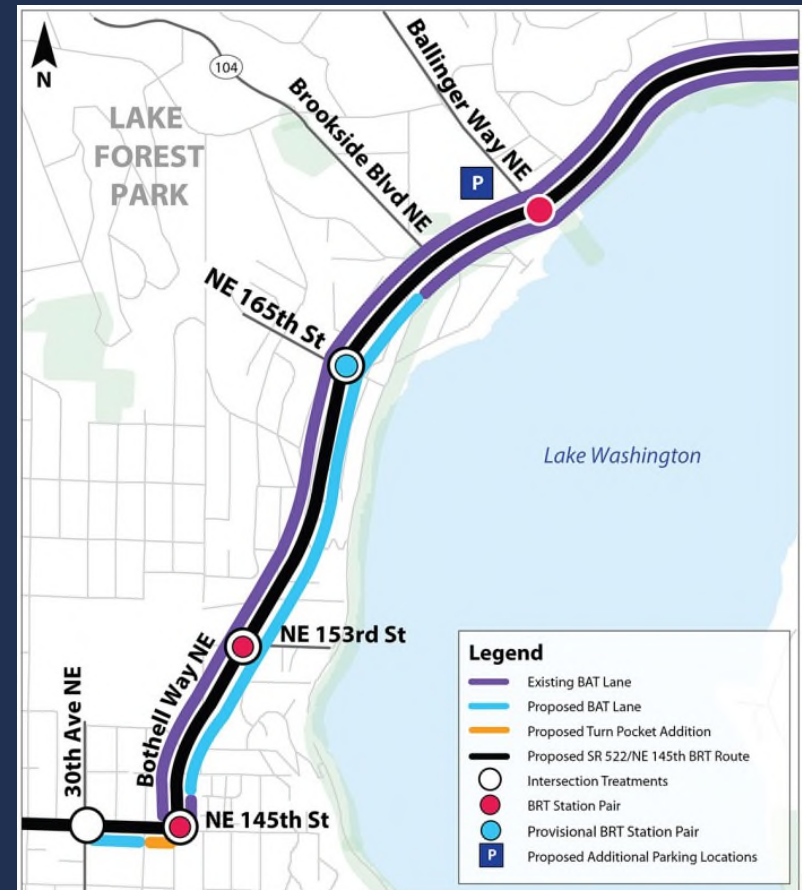 N
104
LAKE
FOREST
PARK
Ballinger Way NE
Brookside Blvd NE
P
NE 165th St
Lake Washington
NE 153rd St
Bothell Way NE
30th Ave NE
NE 145th St
Legend
Existing BAT Lane
Proposed BAT Lane
Proposed Turn Pocket Addition
Proposed SR 522/NE 145th BRT Route
Intersection Treatments
BRT Station Pair
Provisional BRT Station Pair
P Proposed Additional Parking Locations